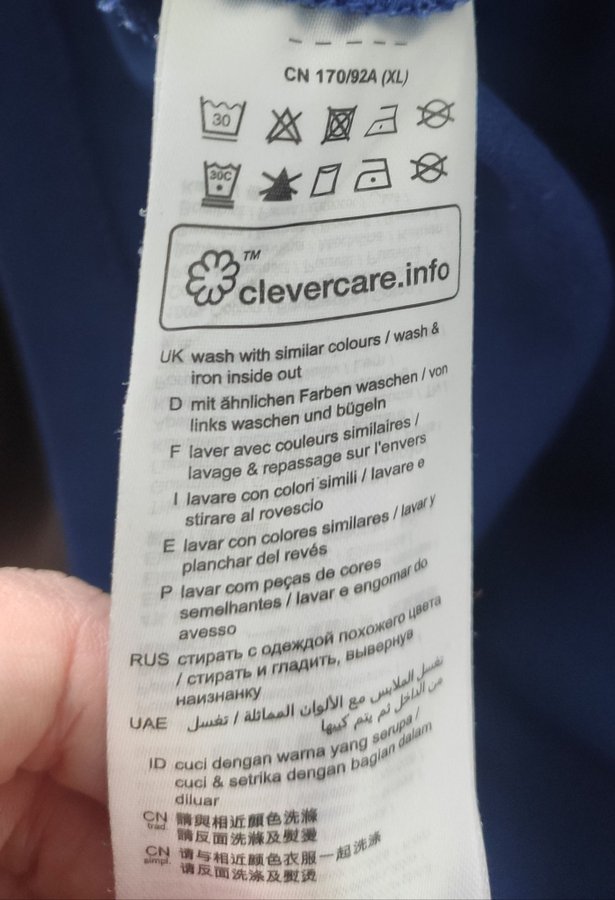 CN 170/92A (XL)
30
30C
TM
clevercare.info
UK wash with similar colours / wash &
iron inside out
D mit ähnlichen Farben waschen / von
links waschen und bügeln
F laver avec couleurs similaires /
lavage & repassage sur l'envers
I lavare con colori simili / lavare e
stirare al rovescio
E lavar con colores similares / lavar y
planchar del revés
P lavar com peças de cores
semelhantes / lavar e engomar do
avesso
RUS стирать с одеждой похожего цвета
/ стирать и гладить, вывернув
наизнанку
UAE تغسل الملابس مع الألوان المماثلة / تغسل
من الداخل ثم يتم كيها
ID cuci dengan warna yang serupa /
cuci & setrika dengan bagian dalam
diluar
CN trad. 請與相近顏色洗滌
請反面洗滌及熨燙
CN simpl. 请与相近颜色衣服一起洗涤
请反面洗涤及熨烫